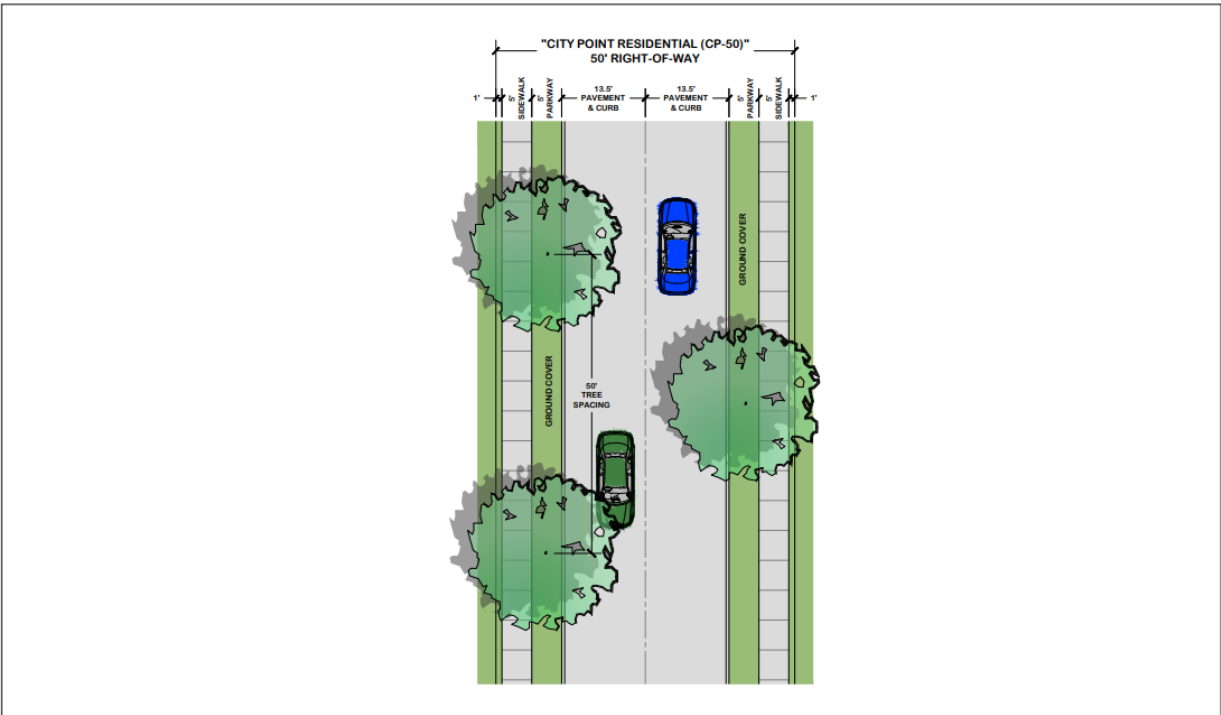 "CITY POINT RESIDENTIAL (CP-50)"
50' RIGHT-OF-WAY
1'
5'
SIDEWALK
5'
PARKWAY
13.5'
PAVEMENT
& CURB
13.5'
PAVEMENT
& CURB
5'
PARKWAY
5'
SIDEWALK
1'
GROUND COVER
GROUND COVER
50'
TREE
SPACING